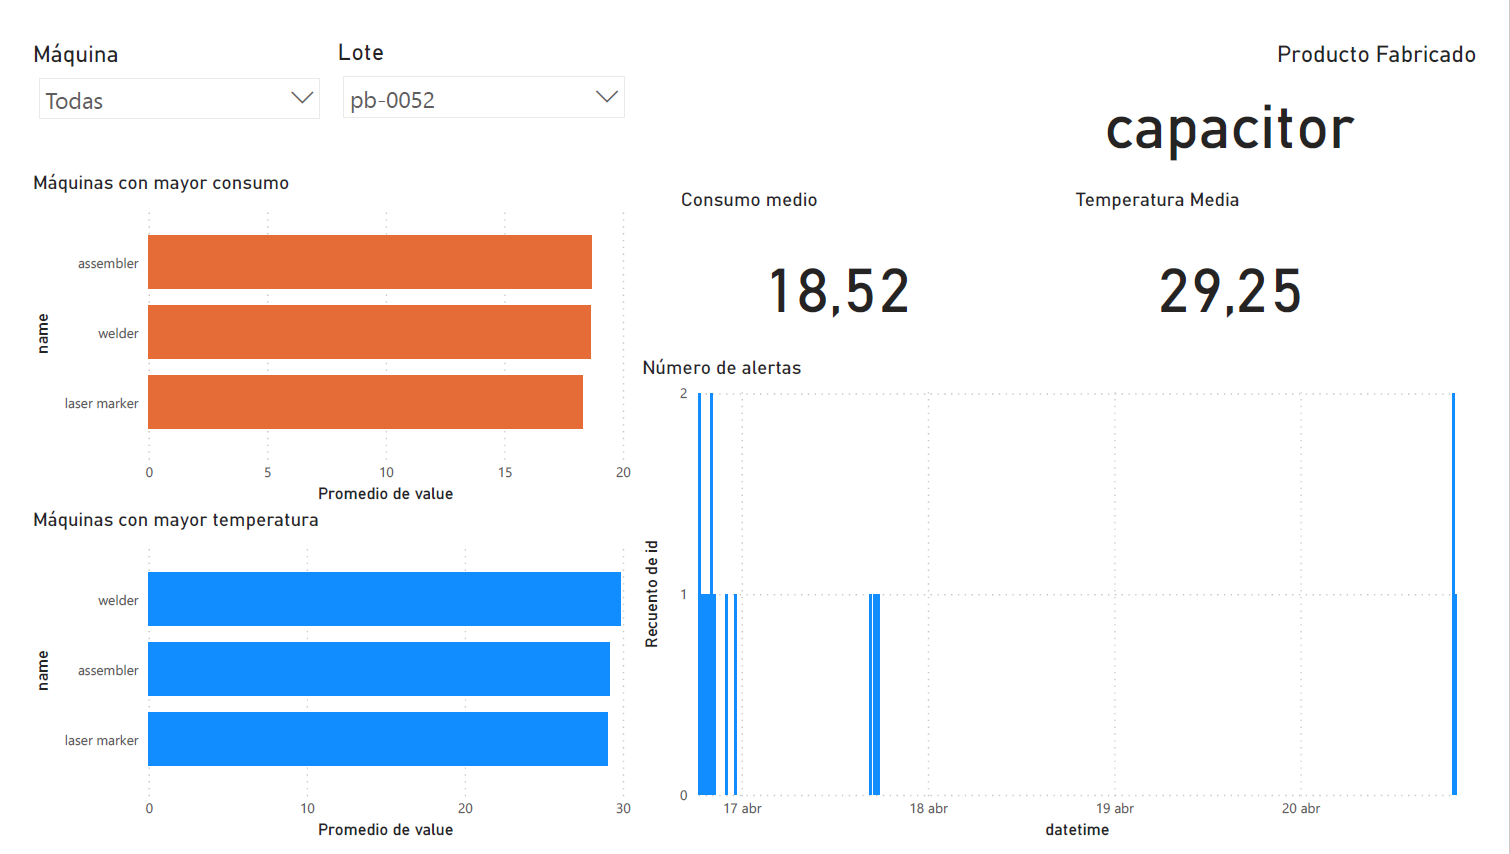 Máquina
Todas
Lote
pb-0052
Producto Fabricado
capacitor
Máquinas con mayor consumo
name
assembler
welder
laser marker
0 5 10 15 20
Promedio de value
Consumo medio
18,52
Temperatura Media
29,25
Máquinas con mayor temperatura
name
welder
assembler
laser marker
0 10 20 30
Promedio de value
Número de alertas
Recuento de id
2
1
0
17 abr 18 abr 19 abr 20 abr
datetime